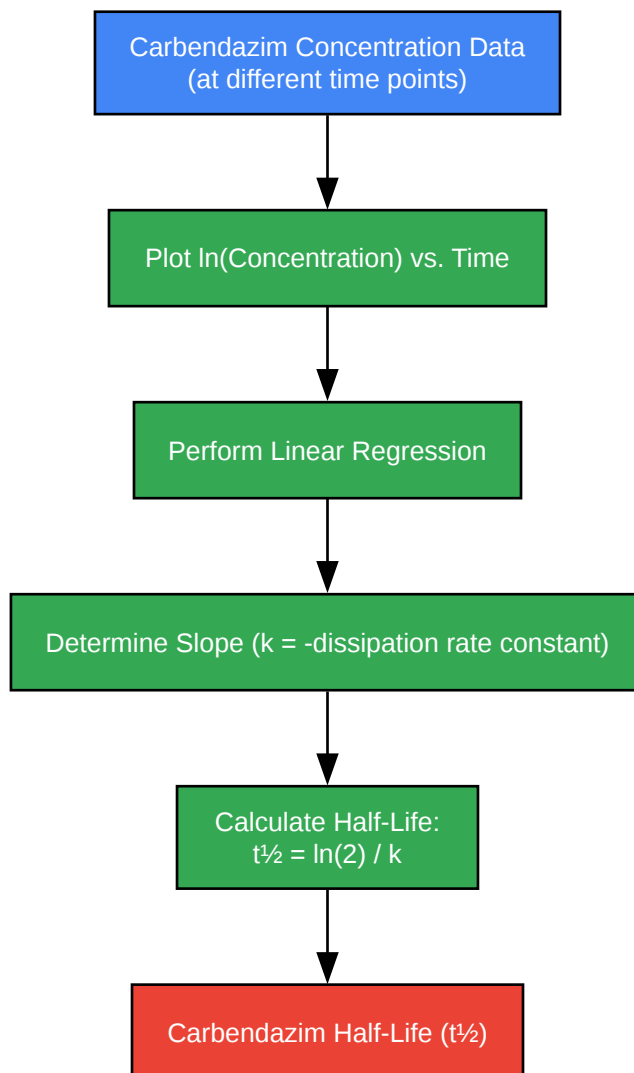 Carbendazim Concentration Data
(at different time points)
Plot ln(Concentration) vs. Time
Perform Linear Regression
Determine Slope (k = -dissipation rate constant)
Calculate Half-Life:
t½ = ln(2) / k
Carbendazim Half-Life (t½)